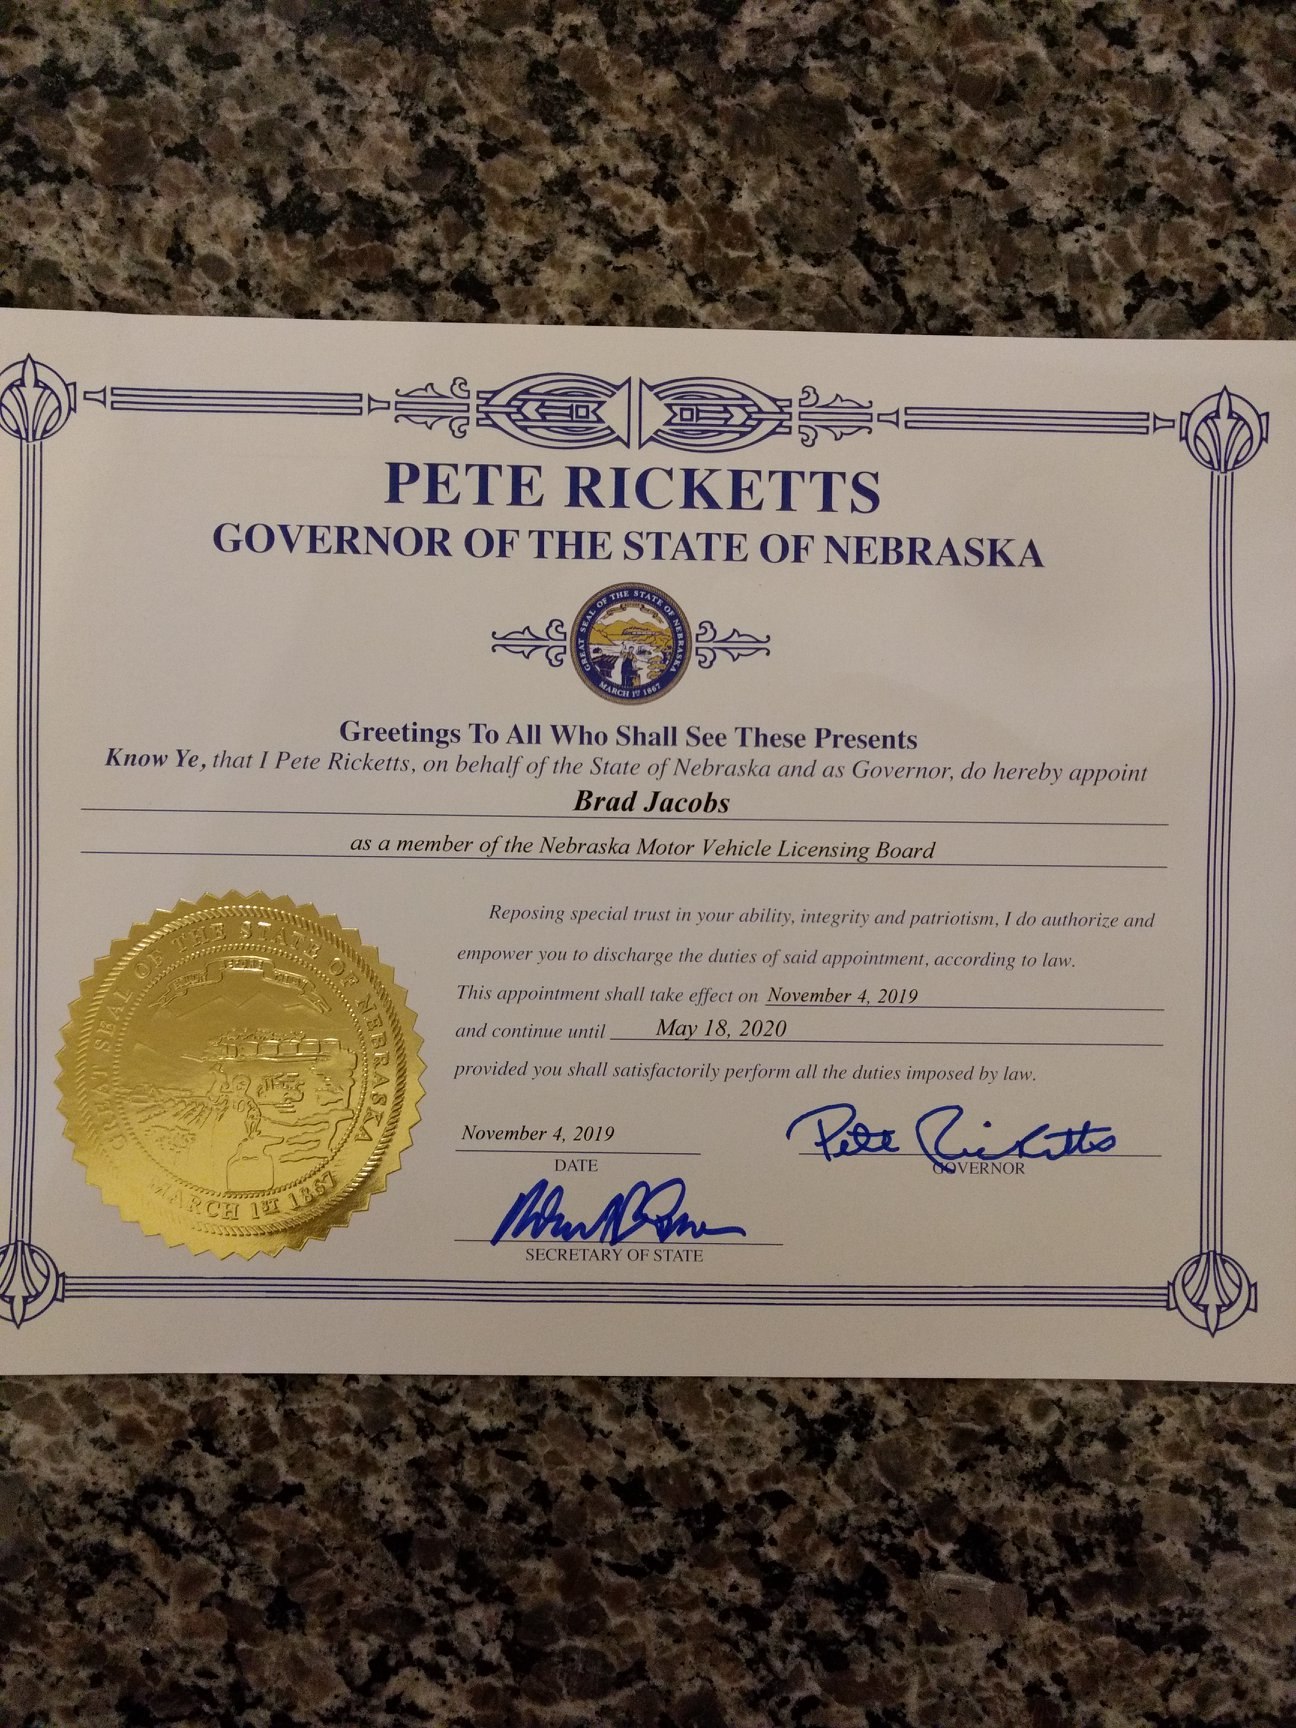 PETE RICKETTS
GOVERNOR OF THE STATE OF NEBRASKA
GREAT SEAL OF THE STATE OF NEBRASKA
MARCH 1ST 1867
Greetings To All Who Shall See These Presents
Know Ye, that I Pete Ricketts, on behalf of the State of Nebraska and as Governor, do hereby appoint
Brad Jacobs
as a member of the Nebraska Motor Vehicle Licensing Board
Reposing special trust in your ability, integrity and patriotism, I do authorize and
empower you to discharge the duties of said appointment, according to law.
This appointment shall take effect on November 4, 2019
and continue until May 18, 2020
provided you shall satisfactorily perform all the duties imposed by law.
GREAT SEAL OF THE STATE OF NEBRASKA
MARCH 1ST 1867
November 4, 2019
DATE
Pete Ricketts
GOVERNOR
SECRETARY OF STATE